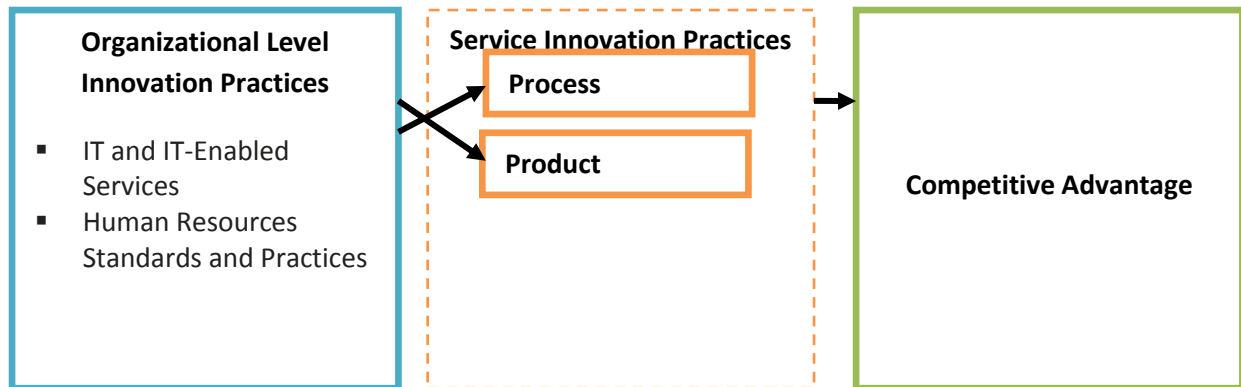 Organizational Level
Innovation Practices
▪ IT and IT-Enabled
Services
▪ Human Resources
Standards and Practices
Service Innovation Practices
Process
Product
Competitive Advantage